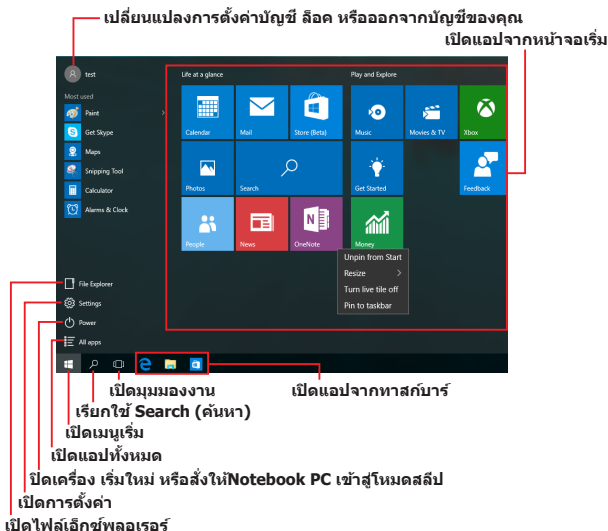 เปลี่ยนแปลงการตั้งค่าบัญชี ล็อค หรือออกจากบัญชีของคุณ
เปิดแอปจากหน้าจอเริ่ม
test
Life at a glance
Play and Explore
Most used
Paint
Get Skype
Maps
Snipping Tool
Calculator
Alarms & Clock
Calendar
Mail
Store (Beta)
Music
Movies & TV
Xbox
Photos
Search
Get Started
Feedback
People
News
OneNote
Money
Unpin from Start
Resize
Turn live tile off
Pin to taskbar
File Explorer
Settings
Power
All apps
เปิดมุมมองงาน
เปิดแอปจากทาสก์บาร์
เรียกใช้ Search (ค้นหา)
เปิดเมนูเริ่ม
เปิดแอปทั้งหมด
ปิดเครื่อง เริ่มใหม่ หรือสั่งให้Notebook PC เข้าสู่โหมดสลีป
เปิดการตั้งค่า
เปิดไฟล์เอ็กซ์พลอเรอร์